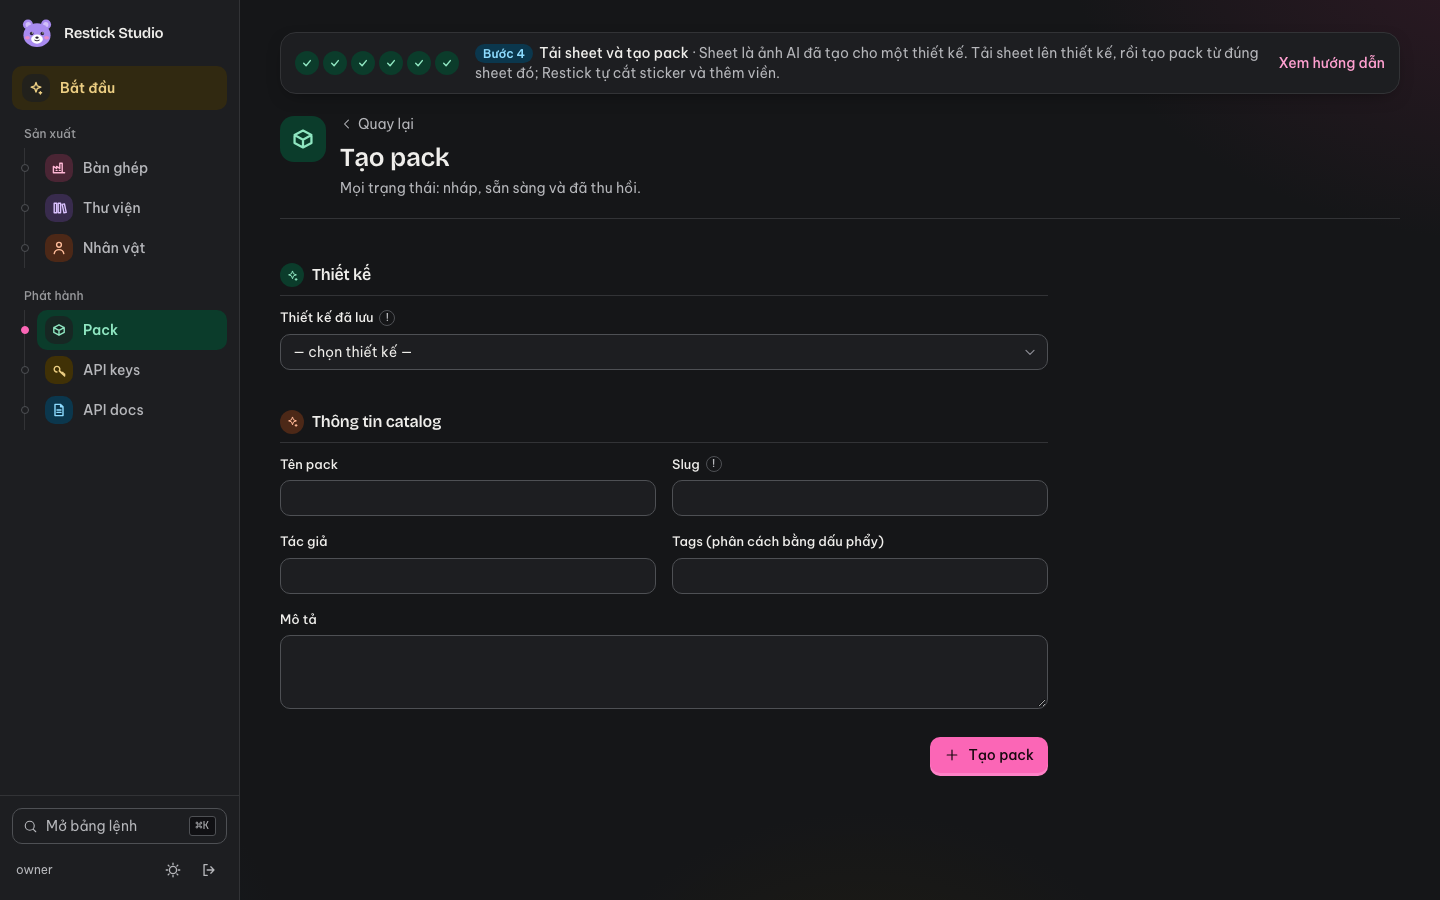 Restick Studio
Bắt đầu
Sản xuất
Bàn ghép
Thư viện
Nhân vật
Phát hành
Pack
API keys
API docs
Mở bảng lệnh
⌘K
owner
Bước 4 Tải sheet và tạo pack · Sheet là ảnh AI đã tạo cho một thiết kế. Tải sheet lên thiết kế, rồi tạo pack từ đúng
sheet đó; Restick tự cắt sticker và thêm viền.
Xem hướng dẫn
Quay lại
Tạo pack
Mọi trạng thái: nháp, sẵn sàng và đã thu hồi.
Thiết kế
Thiết kế đã lưu !
— chọn thiết kế —
Thông tin catalog
Tên pack
Slug !
Tác giả
Tags (phân cách bằng dấu phẩy)
Mô tả
Tạo pack